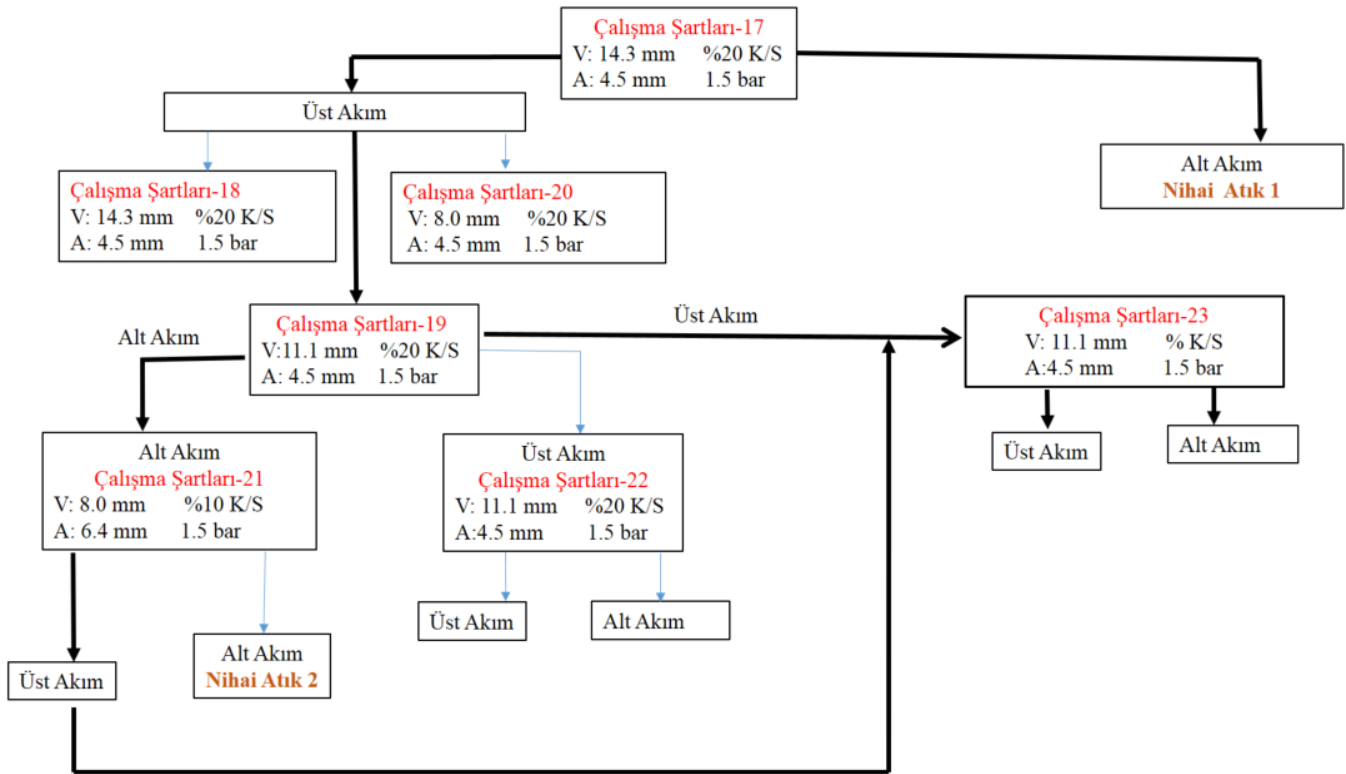 Çalışma Şartları-17
V: 14.3 mm %20 K/S
A: 4.5 mm 1.5 bar
Üst Akım
Alt Akım
Nihai Atık 1
Çalışma Şartları-18
V: 14.3 mm %20 K/S
A: 4.5 mm 1.5 bar
Çalışma Şartları-20
V: 8.0 mm %20 K/S
A: 4.5 mm 1.5 bar
Alt Akım
Çalışma Şartları-19
V:11.1 mm %20 K/S
A: 4.5 mm 1.5 bar
Üst Akım
Çalışma Şartları-23
V: 11.1 mm % K/S
A:4.5 mm 1.5 bar
Alt Akım
Çalışma Şartları-21
V: 8.0 mm %10 K/S
A: 6.4 mm 1.5 bar
Üst Akım
Çalışma Şartları-22
V: 11.1 mm %20 K/S
A:4.5 mm 1.5 bar
Üst Akım
Alt Akım
Üst Akım
Alt Akım
Üst Akım
Alt Akım
Nihai Atık 2